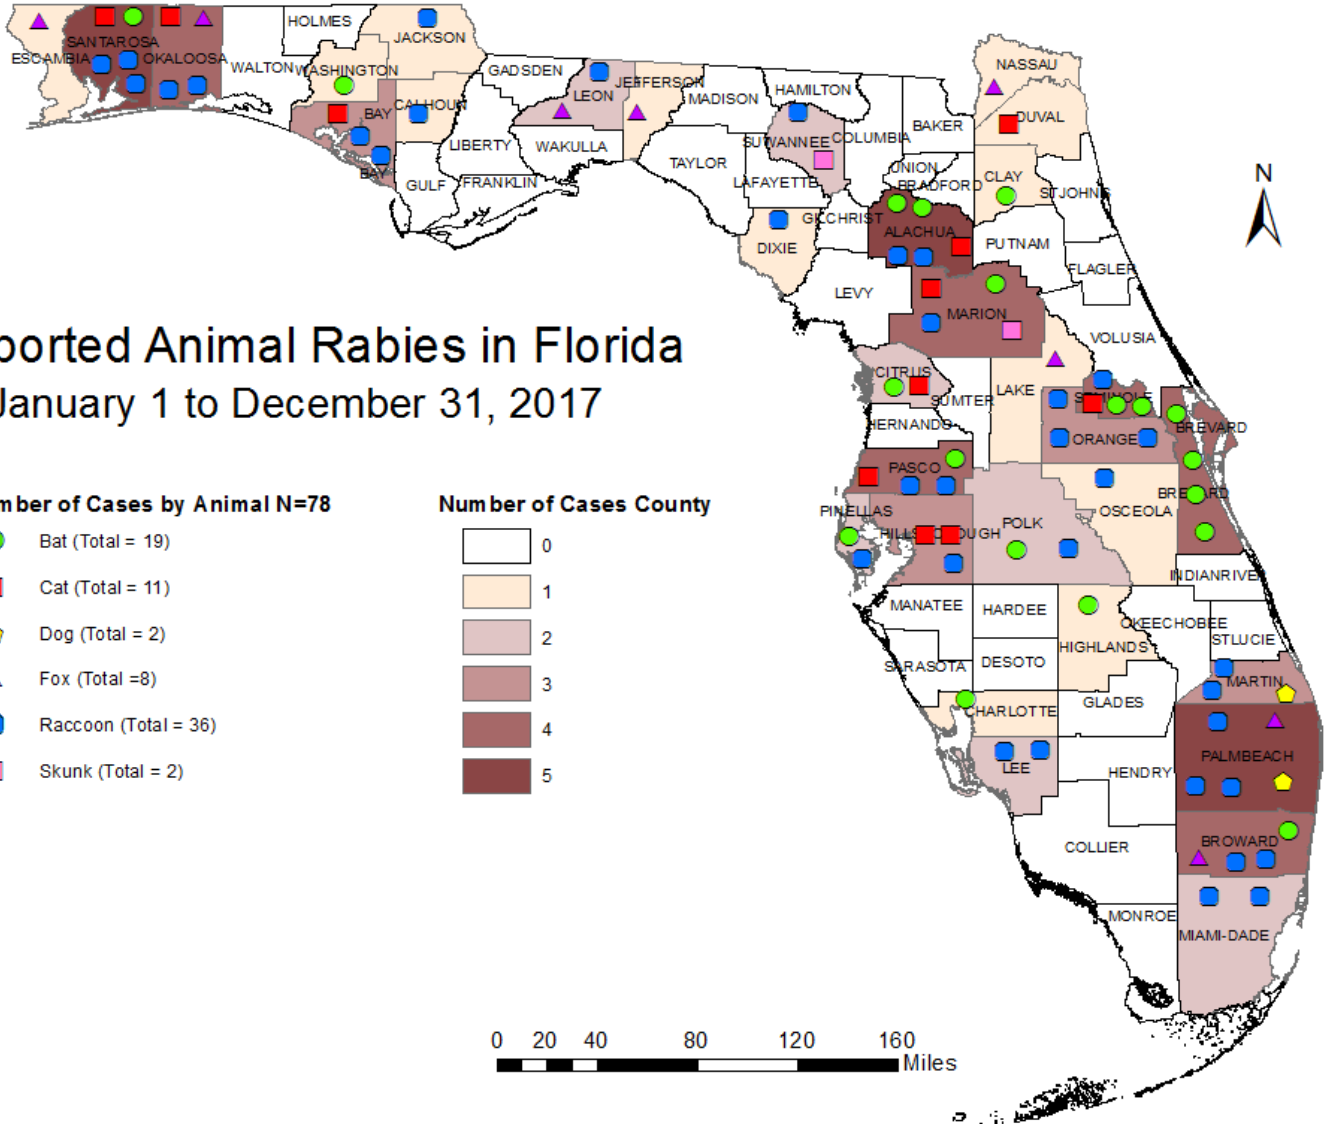 HOLMES
JACKSON
SANTAROSA
ESCAMBIA
OKALOOSA
WALTON
WASHINGTON
GADSDEN
NASSAU
BAY
CALHOUN
LEON
JEFFERSON
MADISON
HAMILTON
DUVAL
BAKER
LIBERTY
WAKULLA
SUWANNEE
COLUMBIA
TAYLOR
UNION
BAY
GULF
FRANKLIN
LAFAYETTE
BRADFORD
CLAY
STJOHNS
N
GILCHRIST
ALACHUA
DIXIE
PUTNAM
FLAGLER
LEVY
MARION
VOLUSIA
ported Animal Rabies in Florida
January 1 to December 31, 2017
CITRUS
LAKE
SUMTER
SEMINOLE
HERNANDO
ORANGE
BREVARD
PASCO
mber of Cases by Animal N=78
Bat (Total = 19)
Cat (Total = 11)
Dog (Total = 2)
Fox (Total =8)
Raccoon (Total = 36)
Skunk (Total = 2)
Number of Cases County
0
1
2
3
4
5
BREVARD
PINELLAS
OSCEOLA
POLK
HILLSBOROUGH
INDIANRIVER
MANATEE
HARDEE
OKEECHOBEE
STLUCIE
HIGHLANDS
SARASOTA
DESOTO
MARTIN
GLADES
CHARLOTTE
PALMBEACH
LEE
HENDRY
BROWARD
COLLIER
MONROE
MIAMI-DADE
0 20 40 80 120 160
Miles